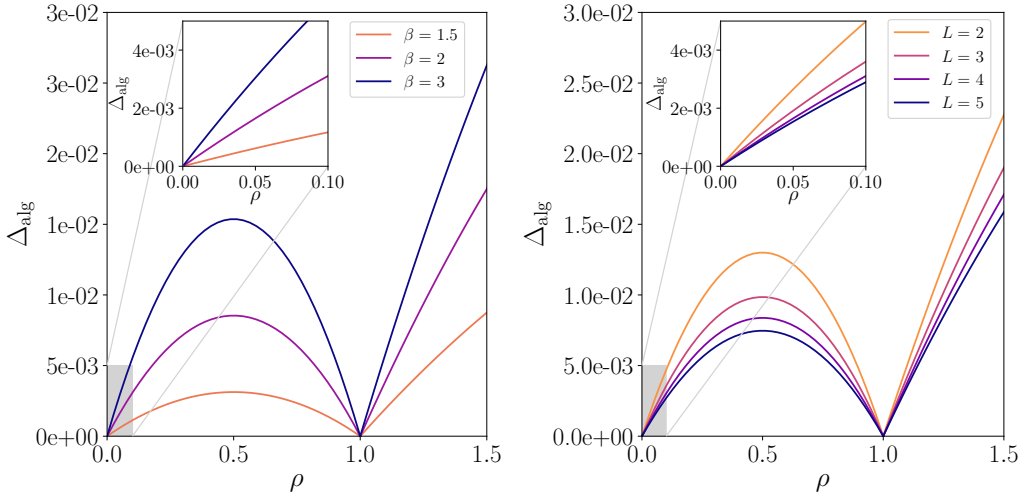 3e-02
3e-02
2e-02
1e-02
1e-02
5e-03
0e+00
Δalg
0.0
0.5
1.0
1.5
ρ
4e-03
2e-03
0e+00
Δalg
0.00
0.05
0.10
ρ
β = 1.5
β = 2
β = 3
3.0e-02
2.5e-02
2.0e-02
1.5e-02
1.0e-02
5.0e-03
0.0e+00
Δalg
0.0
0.5
1.0
1.5
ρ
4e-03
2e-03
0e+00
Δalg
0.00
0.05
0.10
ρ
L = 2
L = 3
L = 4
L = 5